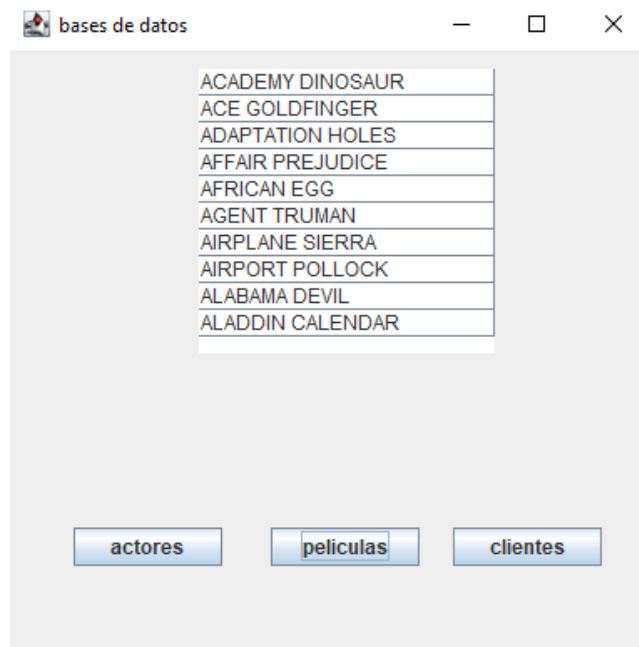 bases de datos
ACADEMY DINOSAUR
ACE GOLDFINGER
ADAPTATION HOLES
AFFAIR PREJUDICE
AFRICAN EGG
AGENT TRUMAN
AIRPLANE SIERRA
AIRPORT POLLOCK
ALABAMA DEVIL
ALADDIN CALENDAR
actores peliculas clientes